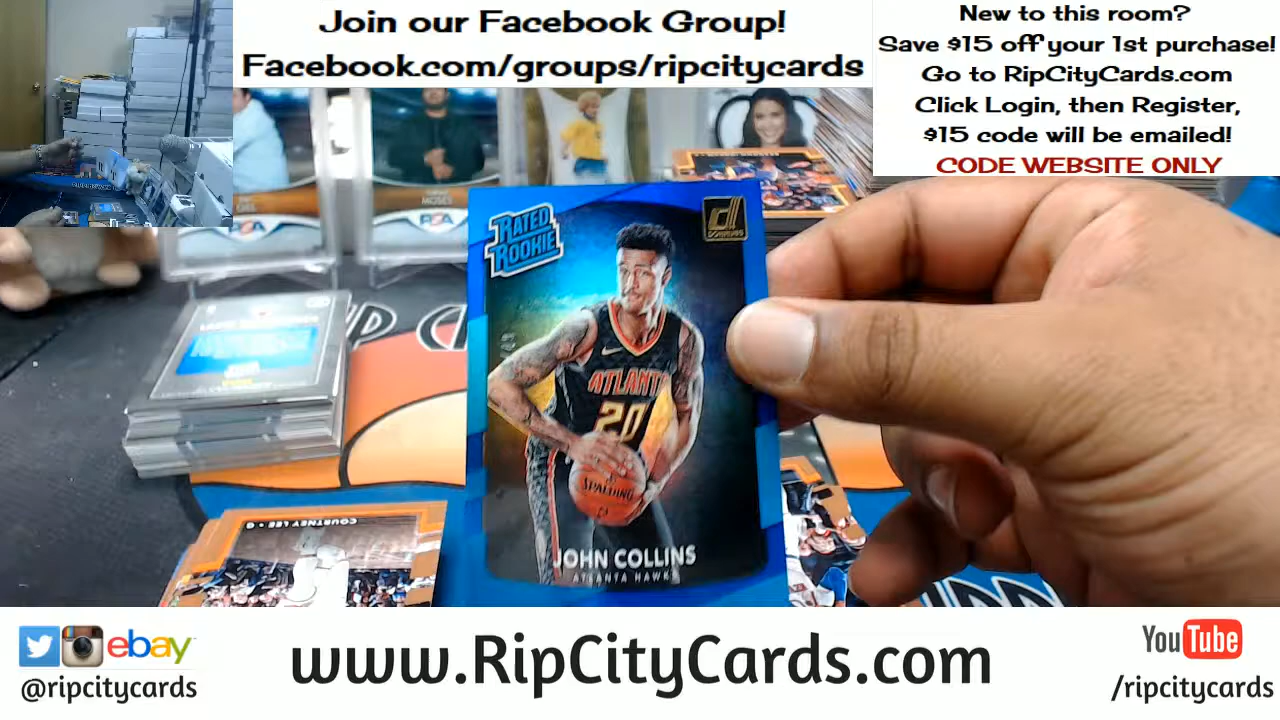 Join our Facebook Group!
Facebook.com/groups/ripcitycards
New to this room?
Save $15 off your 1st purchase!
Go to RipCityCards.com
Click Login, then Register,
$15 code will be emailed!
CODE WEBSITE ONLY
MOSES
RATED
ROOKIE
DONRUSS
ATLANTA
20
SPALDING
JOHN COLLINS
ATLANTA HAWKS
COURTNEY LEE • G
ebay
@ripcitycards
www.RipCityCards.com
YouTube
/ripcitycards